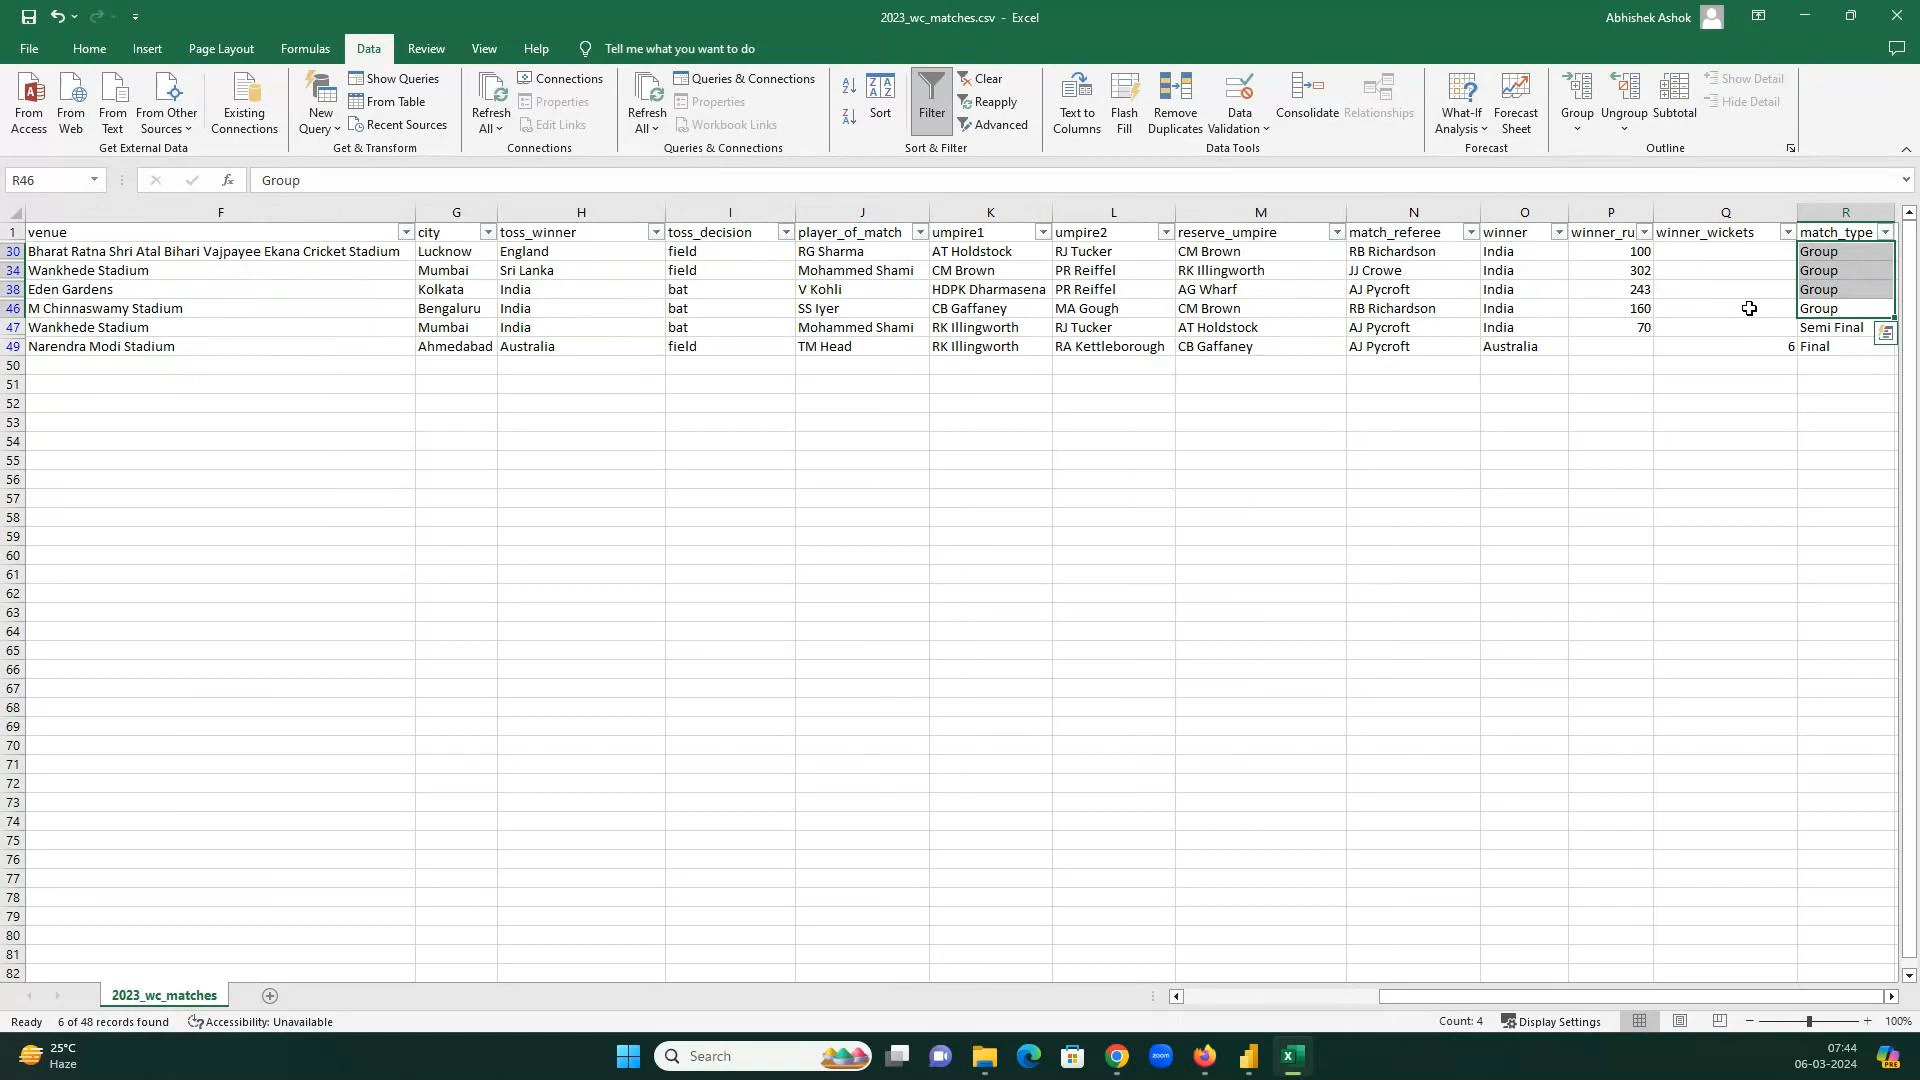 2023_wc_matches.csv - Excel
Abhishek Ashok
File Home Insert Page Layout Formulas Data Review View Help Tell me what you want to do
From Access
From Web
From Text
From Other Sources
Existing Connections
Get External Data
New Query
Show Queries
From Table
Recent Sources
Get & Transform
Refresh All
Connections
Properties
Edit Links
Connections
Refresh All
Queries & Connections
Properties
Workbook Links
Queries & Connections
Sort
Filter
Clear
Reapply
Advanced
Sort & Filter
Text to Columns
Flash Fill
Remove Duplicates
Data Validation
Consolidate
Relationships
Data Tools
What-If Analysis
Forecast Sheet
Forecast
Group
Ungroup
Subtotal
Show Detail
Hide Detail
Outline
R46 fx Group
F G H I J K L M N O P Q R
1 venue city toss_winner toss_decision player_of_match umpire1 umpire2 reserve_umpire match_referee winner winner_ru winner_wickets match_type
30 Bharat Ratna Shri Atal Bihari Vajpayee Ekana Cricket Stadium Lucknow England field RG Sharma AT Holdstock RJ Tucker CM Brown RB Richardson India 100 Group
34 Wankhede Stadium Mumbai Sri Lanka field Mohammed Shami CM Brown PR Reiffel RK Illingworth JJ Crowe India 302 Group
38 Eden Gardens Kolkata India bat V Kohli HDPK Dharmasena PR Reiffel AG Wharf AJ Pycroft India 243 Group
46 M Chinnaswamy Stadium Bengaluru India bat SS Iyer CB Gaffaney MA Gough CM Brown RB Richardson India 160 Group
47 Wankhede Stadium Mumbai India bat Mohammed Shami RK Illingworth RJ Tucker AT Holdstock AJ Pycroft India 70 Semi Final
49 Narendra Modi Stadium Ahmedabad Australia field TM Head RK Illingworth RA Kettleborough CB Gaffaney AJ Pycroft Australia 6 Final
50
51
52
53
54
55
56
57
58
59
60
61
62
63
64
65
66
67
68
69
70
71
72
73
74
75
76
77
78
79
80
81
82
2023_wc_matches
Ready 6 of 48 records found Accessibility: Unavailable Count: 4 Display Settings 100%
25°C
Haze
Search
zoom
07:44
06-03-2024
PRE